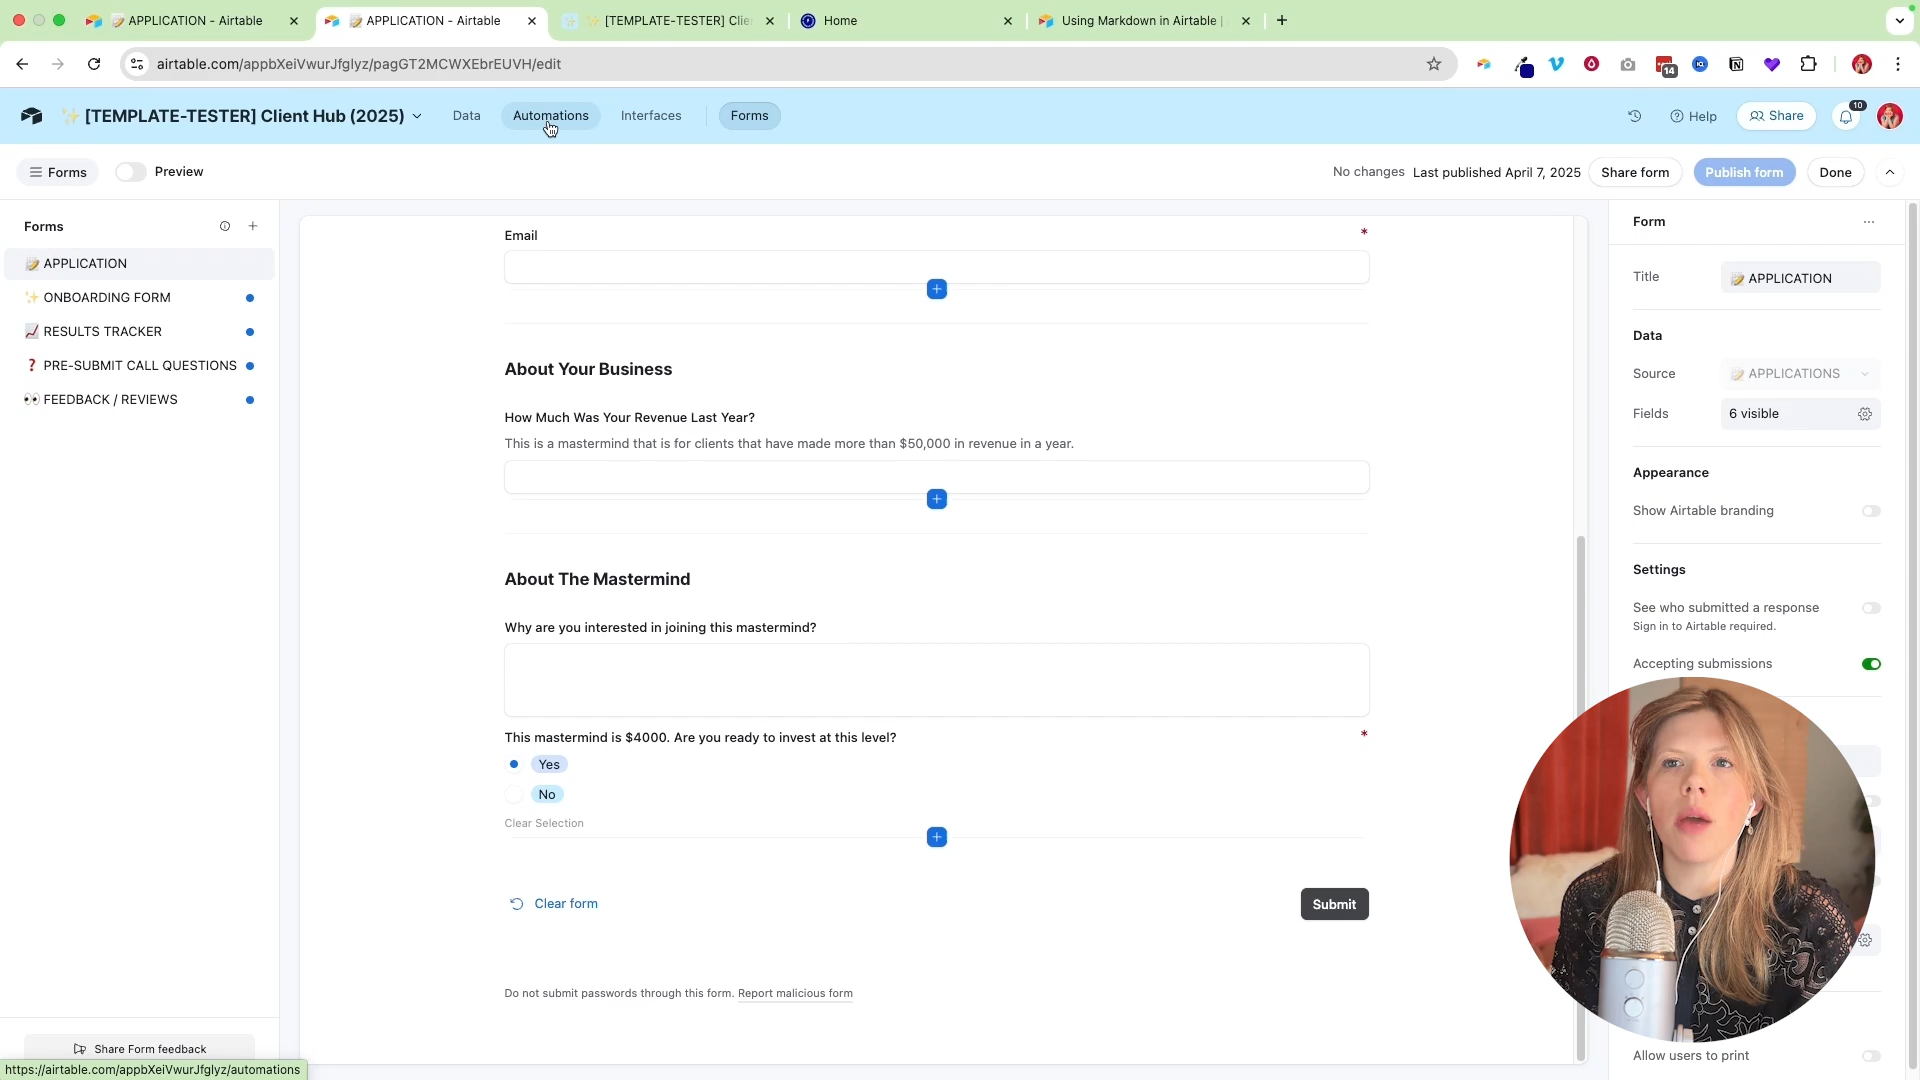 📝 APPLICATION - Airtable
📝 APPLICATION - Airtable
✨ [TEMPLATE-TESTER] Clie
Home
Using Markdown in Airtable |
airtable.com/appbXeiVwurJfglyz/pagGT2MCWXEbrEUVH/edit
14
✨ [TEMPLATE-TESTER] Client Hub (2025)
Data
Automations
Interfaces
Forms
Help
Share
10
Forms
Preview
No changes
Last published April 7, 2025
Share form
Publish form
Done
Forms
📝 APPLICATION
✨ ONBOARDING FORM
📈 RESULTS TRACKER
❓ PRE-SUBMIT CALL QUESTIONS
👀 FEEDBACK / REVIEWS
Share Form feedback
https://airtable.com/appbXeiVwurJfglyz/automations
Email *
About Your Business
How Much Was Your Revenue Last Year?
This is a mastermind that is for clients that have made more than $50,000 in revenue in a year.
About The Mastermind
Why are you interested in joining this mastermind?
This mastermind is $4000. Are you ready to invest at this level? *
Yes
No
Clear Selection
Clear form
Submit
Do not submit passwords through this form. Report malicious form
Form
Title
📝 APPLICATION
Data
Source
📝 APPLICATIONS
Fields
6 visible
Appearance
Show Airtable branding
Settings
See who submitted a response
Sign in to Airtable required.
Accepting submissions
Allow users to print